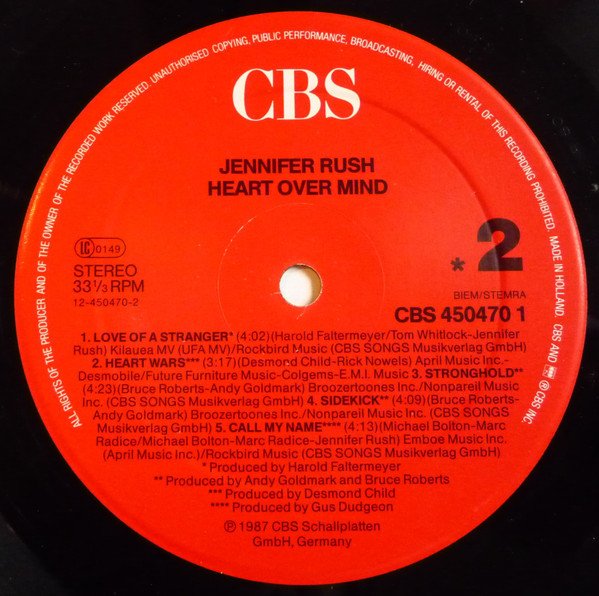 ALL RIGHTS OF THE PRODUCER AND OF THE OWNER OF THE RECORDED WORK RESERVED. UNAUTHORISED COPYING, PUBLIC PERFORMANCE, BROADCASTING, HIRING OR RENTAL OF THIS RECORDING PROHIBITED. MADE IN HOLLAND. CBS AND ® CBS INC.
CBS
JENNIFER RUSH
HEART OVER MIND
LC 0149
STEREO
33 1/3 RPM
12-450470-2
* 2
BIEM/STEMRA
CBS 450470 1
1. LOVE OF A STRANGER* (4:02)(Harold Faltermeyer/Tom Whitlock-Jennifer
Rush) Kilauea MV (UFA MV)/Rockbird Music (CBS SONGS Musikverlag GmbH)
2. HEART WARS*** (3:17)(Desmond Child-Rick Nowels) April Music Inc.-
Desmobile/Future Furniture Music-Colgems-E.M.I. Music 3. STRONGHOLD**
(4:23)(Bruce Roberts-Andy Goldmark) Broozertoones Inc./Nonpareil Music
Inc. (CBS SONGS Musikverlag GmbH) 4. SIDEKICK** (4:09)(Bruce Roberts-
Andy Goldmark) Broozertoones Inc./Nonpareil Music Inc. (CBS SONGS
Musikverlag GmbH) 5. CALL MY NAME**** (4:13)(Michael Bolton-Marc
Radice/Michael Bolton-Marc Radice-Jennifer Rush) Emboe Music Inc.
(April Music Inc.)/Rockbird Music (CBS SONGS Musikverlag GmbH)
* Produced by Harold Faltermeyer
** Produced by Andy Goldmark and Bruce Roberts
*** Produced by Desmond Child
**** Produced by Gus Dudgeon
℗ 1987 CBS Schallplatten
GmbH, Germany